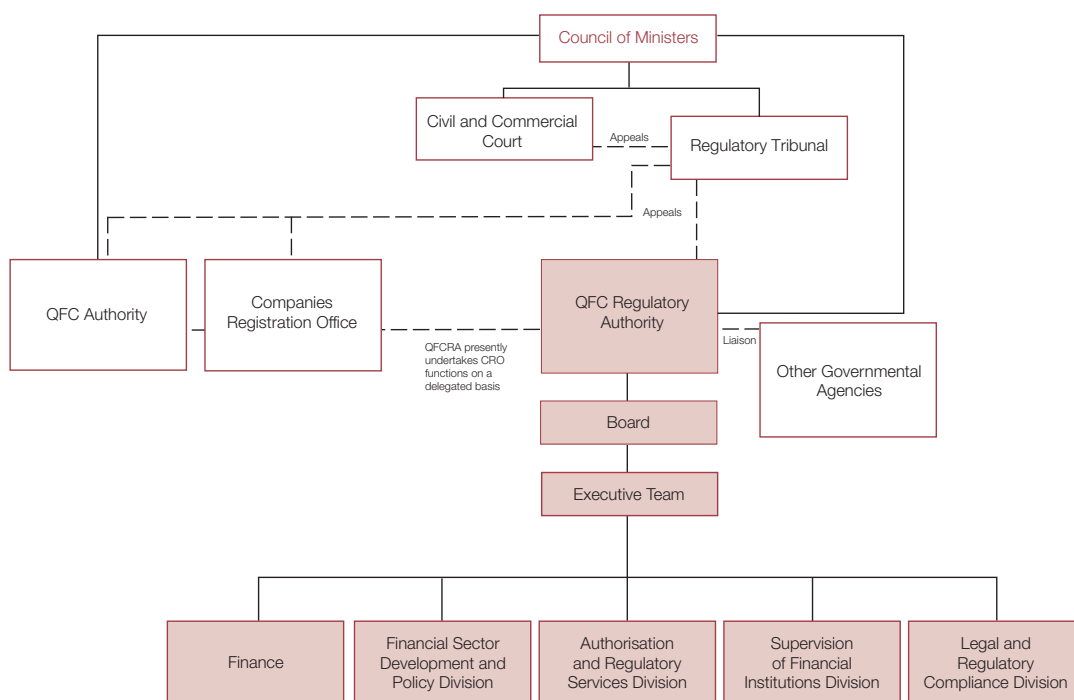 Council of Ministers
Civil and Commercial
Court
Appeals
Regulatory Tribunal
Appeals
QFC Authority
Companies
Registration Office
QFC Regulatory
Authority
QFCRA presently
undertakes CRO
functions on a
delegated basis
Liaison
Other Governmental
Agencies
Board
Executive Team
Finance
Financial Sector
Development and
Policy Division
Authorisation
and Regulatory
Services Division
Supervision
of Financial
Institutions Division
Legal and
Regulatory
Compliance Division